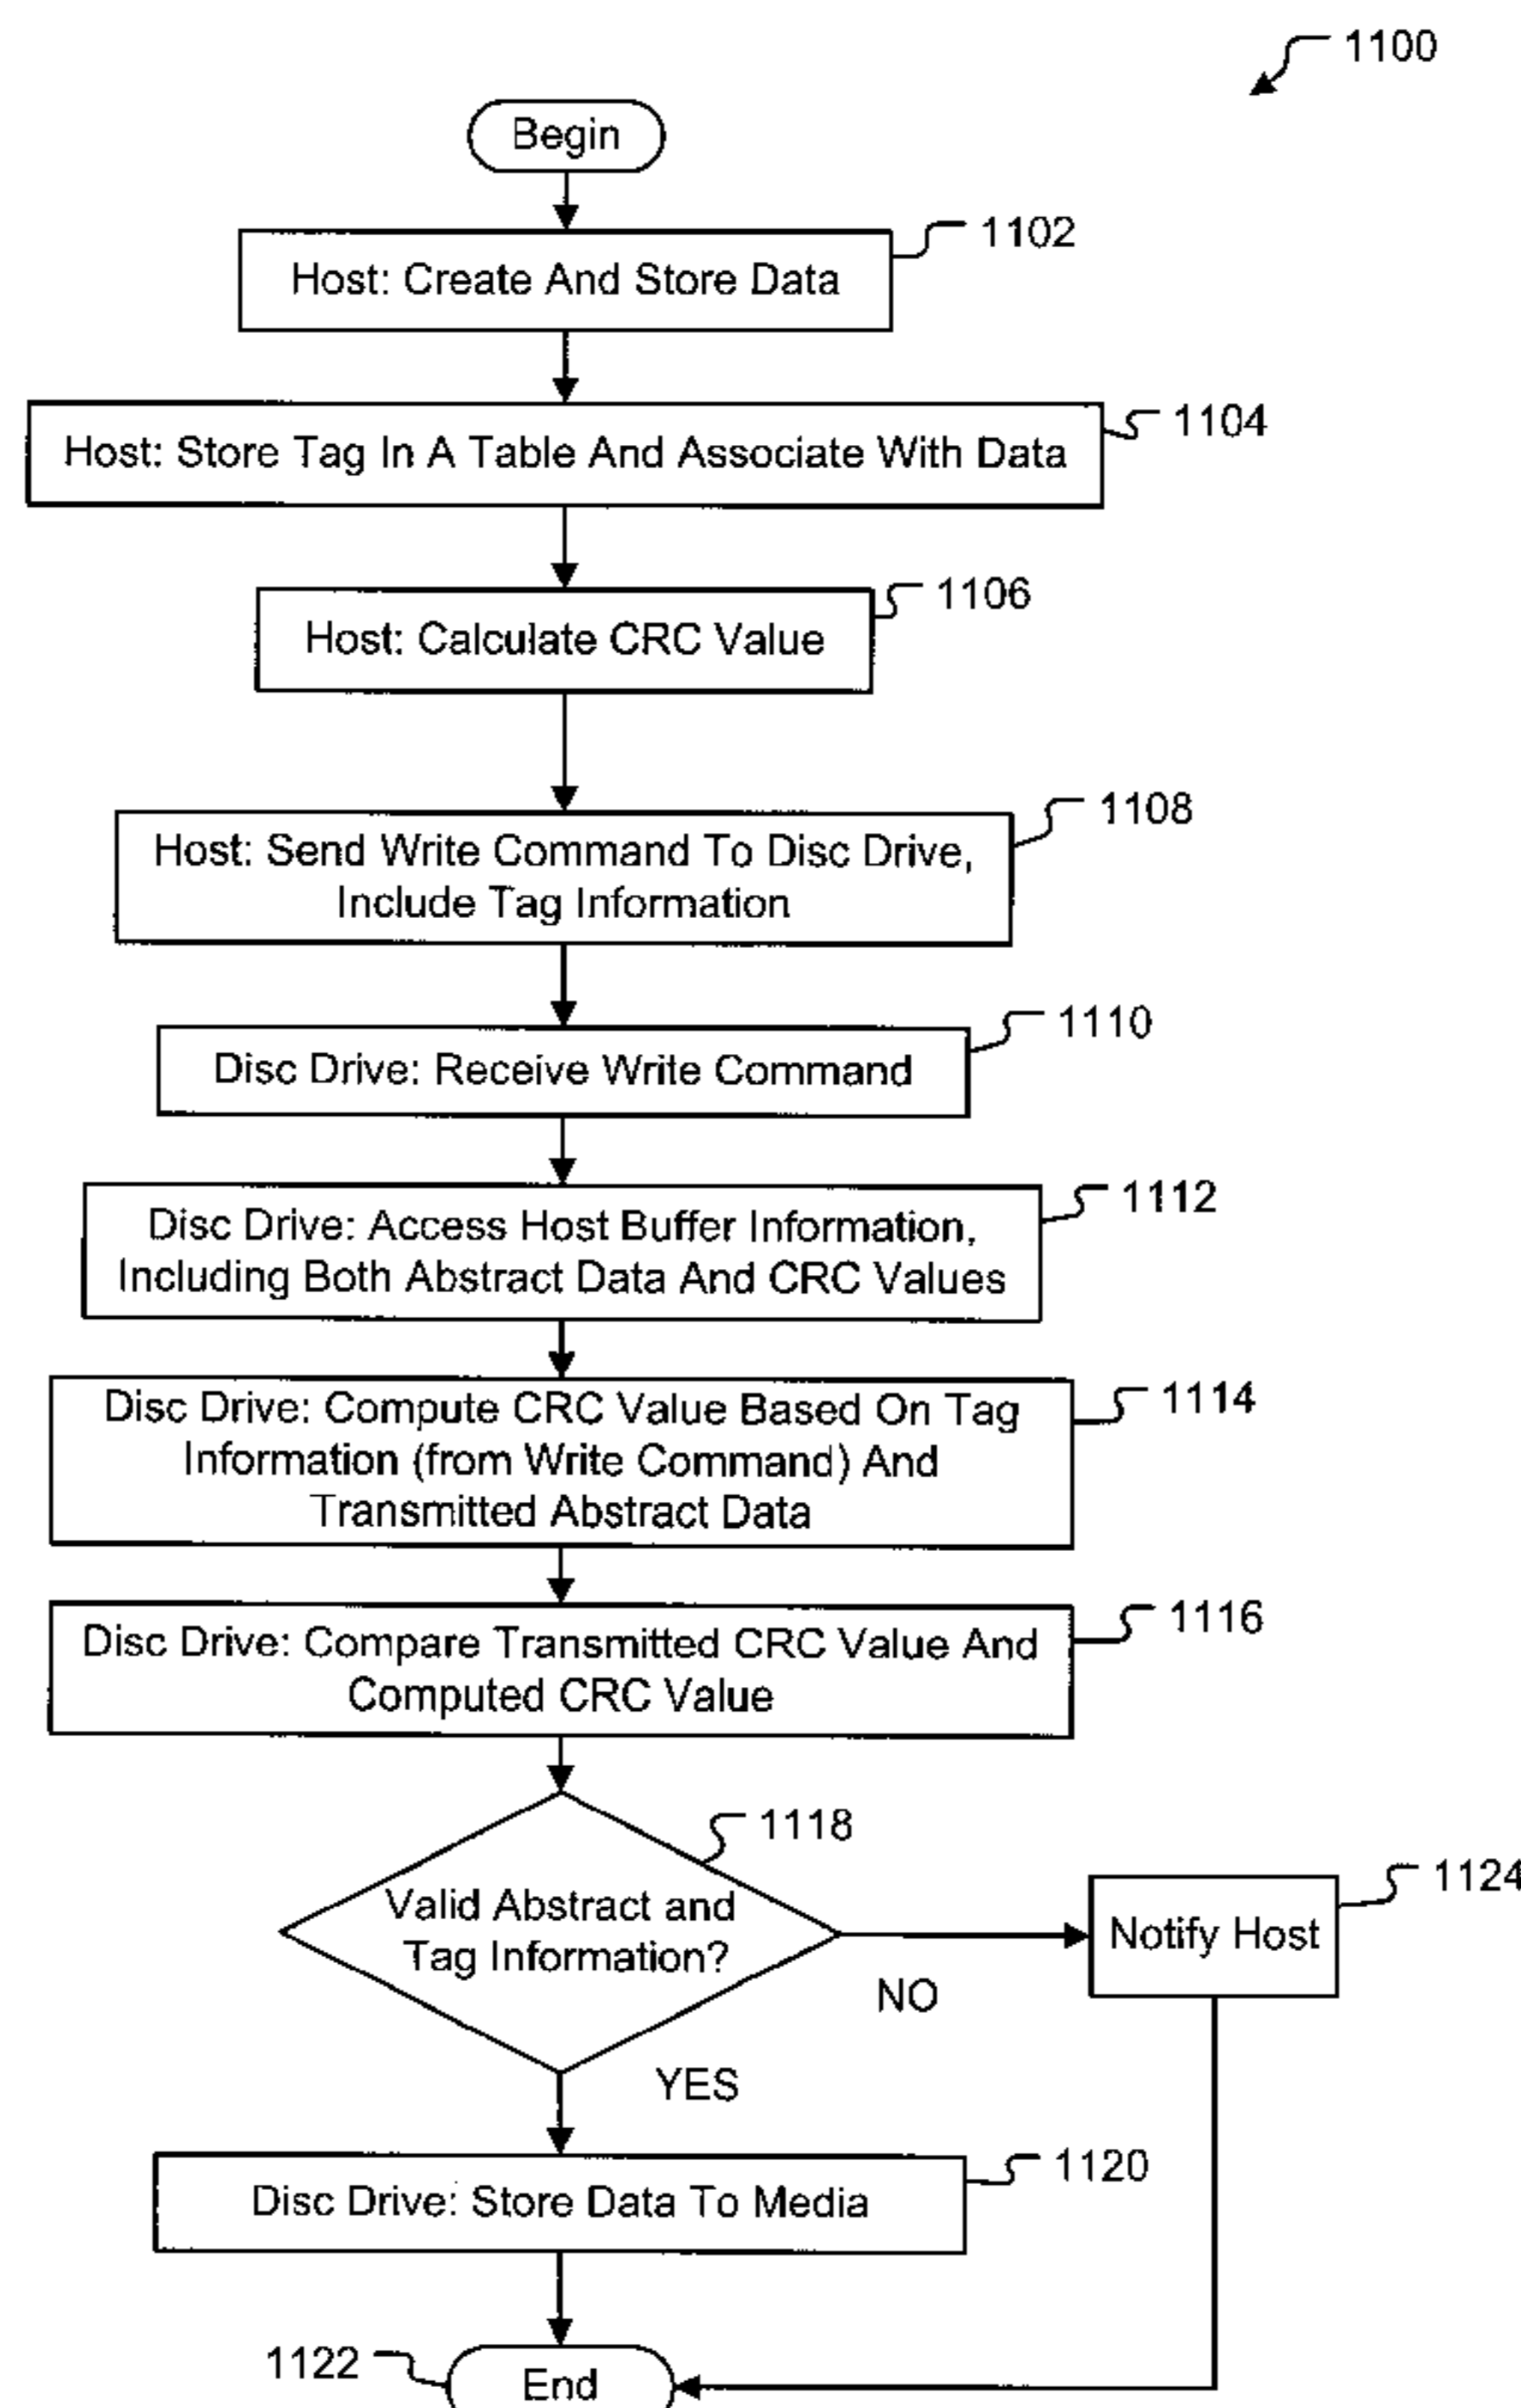 1100
Begin
1102
Host: Create And Store Data
1104
Host: Store Tag In A Table And Associate With Data
1106
Host: Calculate CRC Value
1108
Host: Send Write Command To Disc Drive,
Include Tag Information
1110
Disc Drive: Receive Write Command
1112
Disc Drive: Access Host Buffer Information,
Including Both Abstract Data And CRC Values
1114
Disc Drive: Compute CRC Value Based On Tag
Information (from Write Command) And
Transmitted Abstract Data
1116
Disc Drive: Compare Transmitted CRC Value And
Computed CRC Value
1118
Valid Abstract and
Tag Information?
1124
Notify Host
NO
YES
1120
Disc Drive: Store Data To Media
1122
End